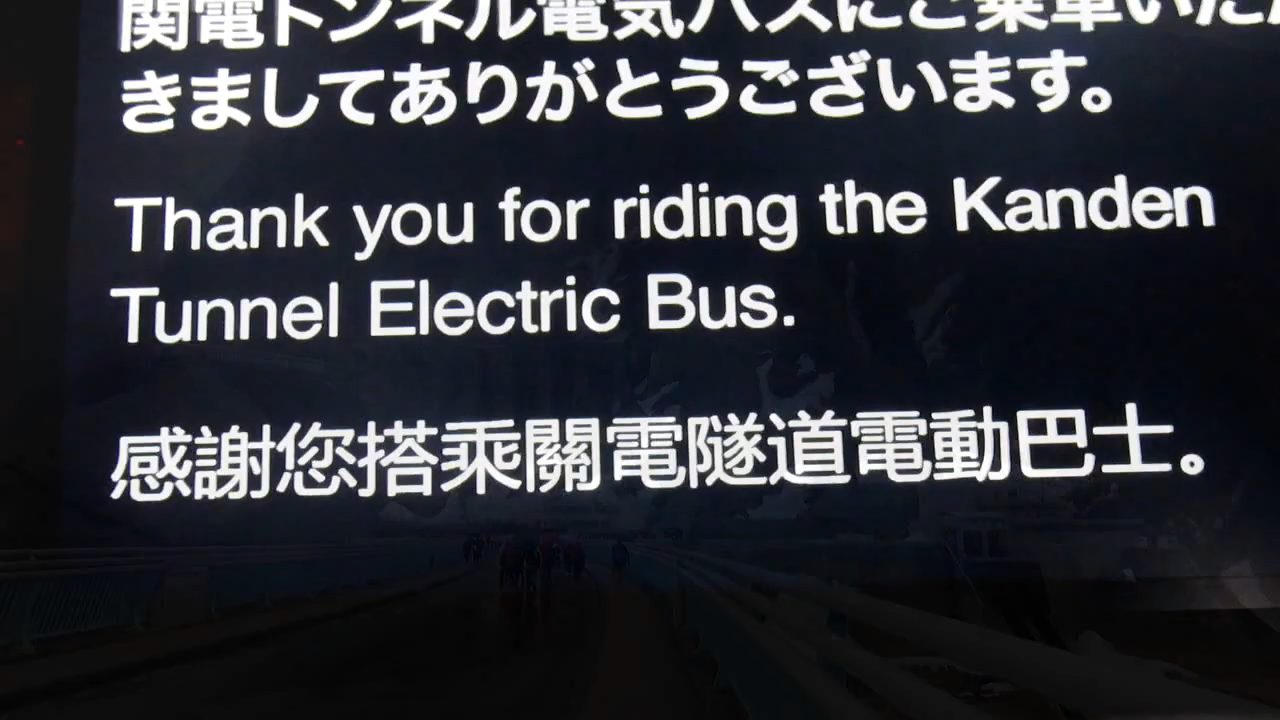 関電トンネル電気バスにご乗車いただ
きましてありがとうございます。
Thank you for riding the Kanden
Tunnel Electric Bus.
感謝您搭乘關電隧道電動巴士。